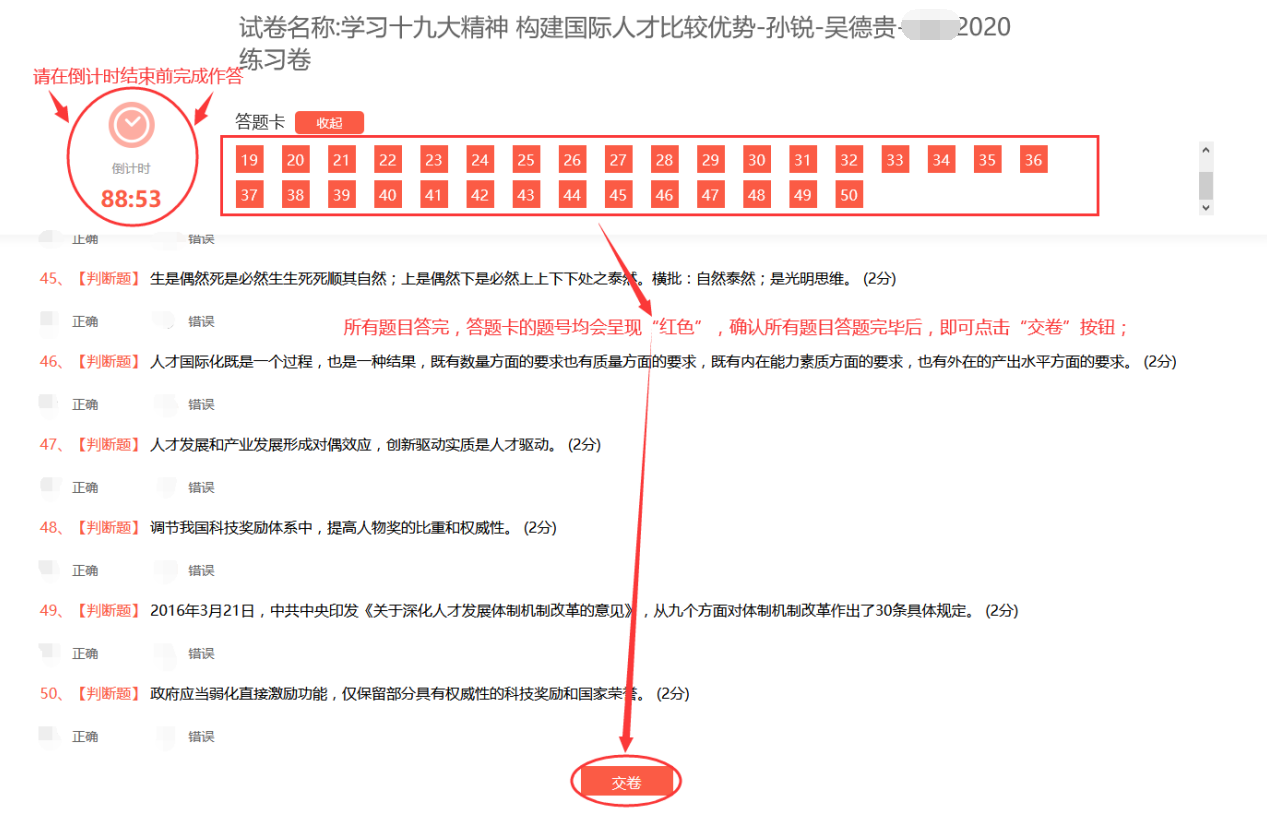 试卷名称:学习十九大精神 构建国际人才比较优势-孙锐-吴德贵-
2020
练习卷
请在倒计时结束前完成作答
答题卡 收起
倒计时
88:53
19 20 21 22 23 24 25 26 27 28 29 30 31 32 33 34 35 36
37 38 39 40 41 42 43 44 45 46 47 48 49 50
正确 错误
45、【判断题】 生是偶然死是必然生生死死顺其自然；上是偶然下是必然上上下下处之泰然。横批：自然泰然；是光明思维。 (2分)
正确 错误
所有题目答完，答题卡的题号均会呈现“红色”，确认所有题目答题完毕后，即可点击“交卷”按钮；
46、【判断题】 人才国际化既是一个过程，也是一种结果，既有数量方面的要求也有质量方面的要求，既有内在能力素质方面的要求，也有外在的产出水平方面的要求。 (2分)
正确 错误
47、【判断题】 人才发展和产业发展形成对偶效应，创新驱动实质是人才驱动。 (2分)
正确 错误
48、【判断题】 调节我国科技奖励体系中，提高人物奖的比重和权威性。 (2分)
正确 错误
49、【判断题】 2016年3月21日，中共中央印发《关于深化人才发展体制机制改革的意见》，从九个方面对体制机制改革作出了30条具体规定。 (2分)
正确 错误
50、【判断题】 政府应当弱化直接激励功能，仅保留部分具有权威性的科技奖励和国家荣誉。 (2分)
正确 错误
交卷